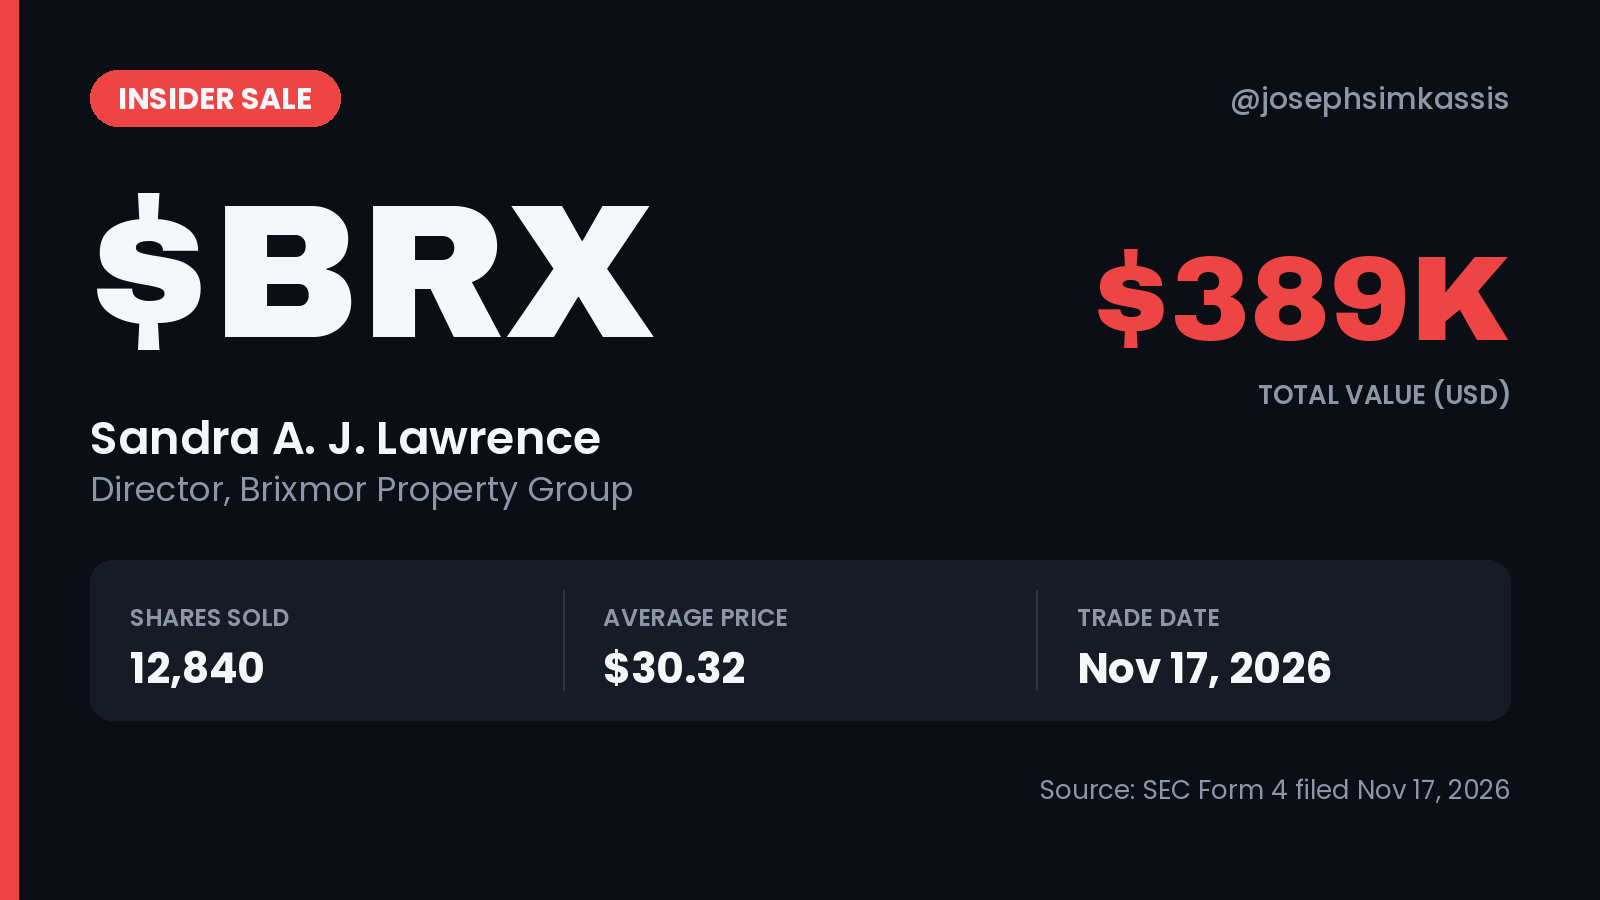 INSIDER SALE
@josephsimkassis
$BRX
$389K
TOTAL VALUE (USD)
Sandra A. J. Lawrence
Director, Brixmor Property Group
SHARES SOLD
12,840
AVERAGE PRICE
$30.32
TRADE DATE
Nov 17, 2026
Source: SEC Form 4 filed Nov 17, 2026